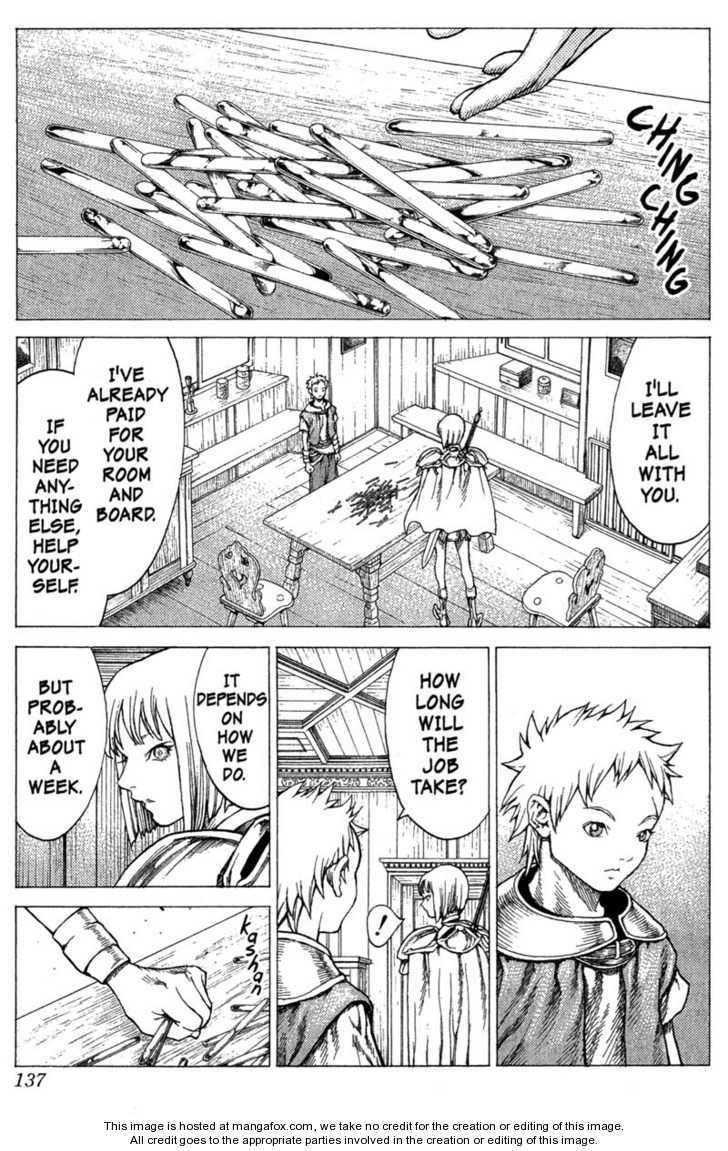 CHING
CHING
I'LL
LEAVE
IT
ALL
WITH
YOU.
I'VE
ALREADY
PAID
FOR
YOUR
ROOM
AND
BOARD.
IF
YOU
NEED
ANY-
THING
ELSE,
HELP
YOUR-
SELF.
HOW
LONG
WILL
THE
JOB
TAKE?
!
IT
DEPENDS
ON
HOW
WE
DO.
BUT
PROB-
ABLY
ABOUT
A
WEEK.
kashan
137
This image is hosted at mangafox.com, we take no credit for the creation or editing of this image.
All credit goes to the appropriate parties involved in the creation or editing of this image.